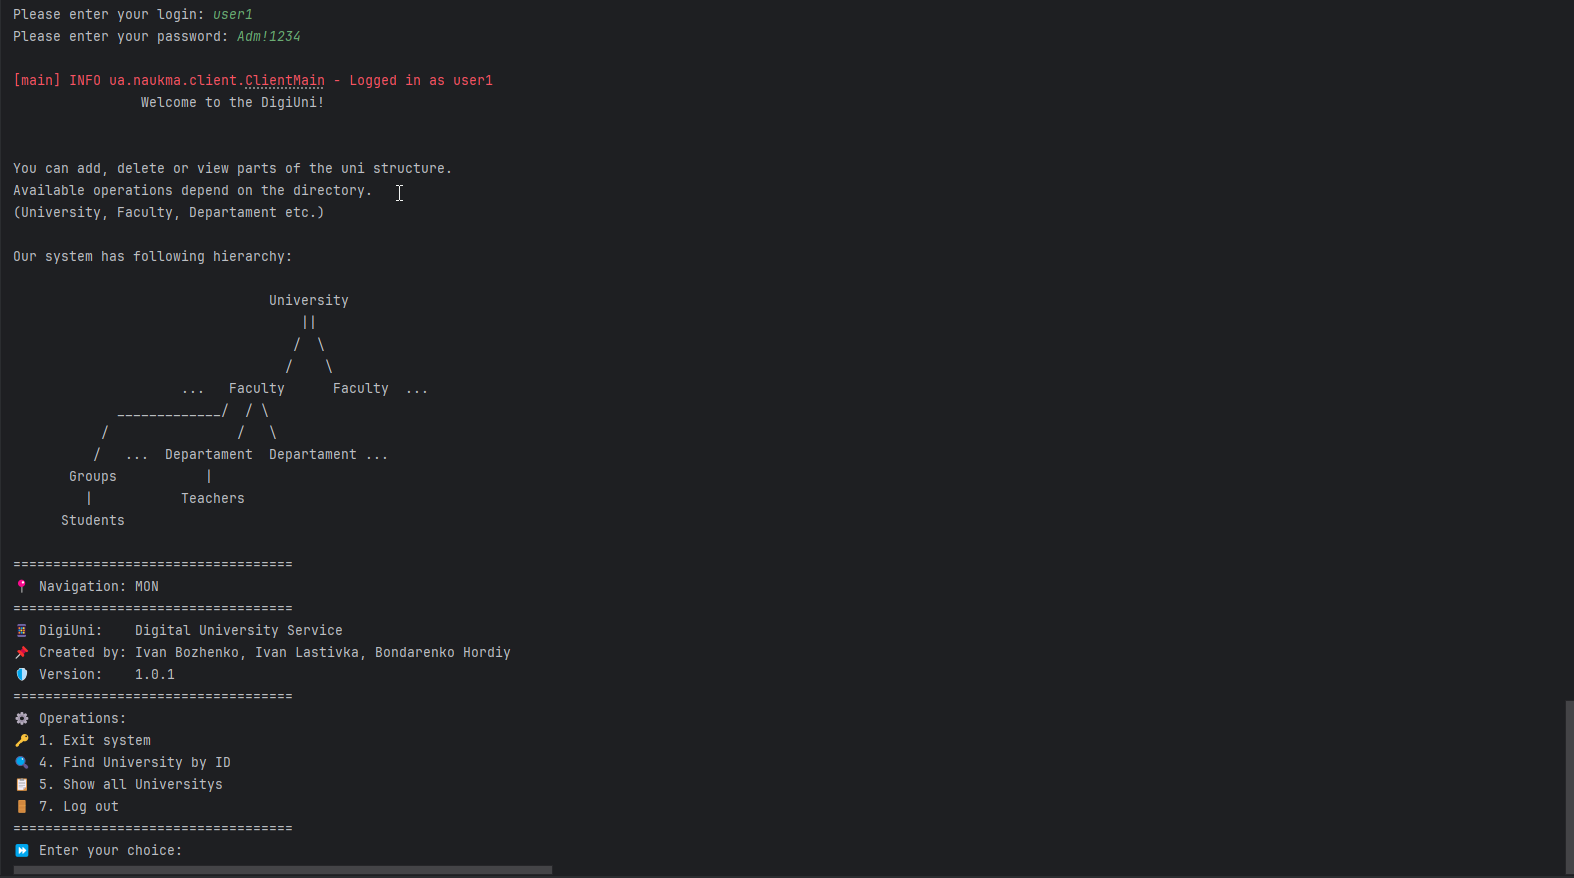 Please enter your login: user1
Please enter your password: Adm!1234
[main] INFO ua.naukma.client.ClientMain - Logged in as user1
Welcome to the DigiUni!
You can add, delete or view parts of the uni structure.
Available operations depend on the directory.
(University, Faculty, Departament etc.)
Our system has following hierarchy:
University
||
/  \
/    \
...   Faculty      Faculty  ...
_____________/  / \
/                /   \
/   ...  Departament  Departament ...
Groups           |
|           Teachers
Students
===================================
Navigation: MON
===================================
DigiUni:    Digital University Service
Created by: Ivan Bozhenko, Ivan Lastivka, Bondarenko Hordiy
Version:    1.0.1
===================================
Operations:
1. Exit system
4. Find University by ID
5. Show all Universitys
7. Log out
===================================
Enter your choice: